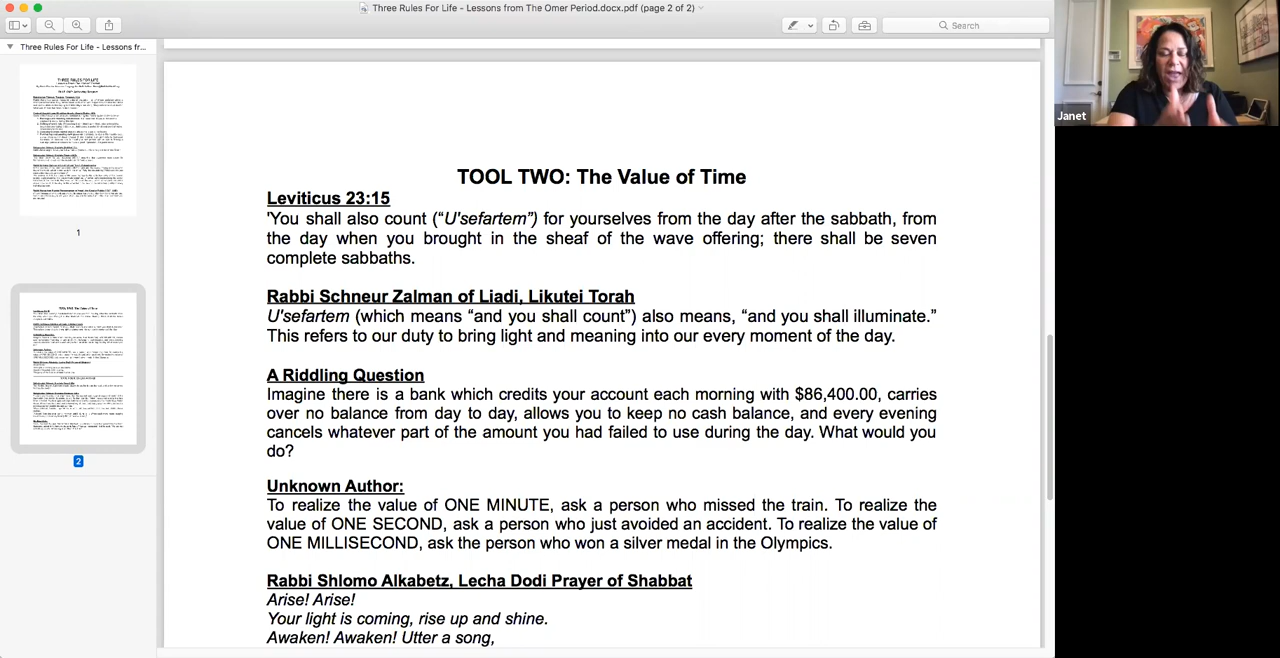 Three Rules For Life - Lessons from The Omer Period.docx.pdf (page 2 of 2)
Search
Three Rules For Life - Lessons fr...
1
2
Janet
TOOL TWO: The Value of Time
Leviticus 23:15
'You shall also count (“U'sefartem”) for yourselves from the day after the sabbath, from
the day when you brought in the sheaf of the wave offering; there shall be seven
complete sabbaths.
Rabbi Schneur Zalman of Liadi, Likutei Torah
U'sefartem (which means “and you shall count”) also means, “and you shall illuminate.”
This refers to our duty to bring light and meaning into our every moment of the day.
A Riddling Question
Imagine there is a bank which credits your account each morning with $86,400.00, carries
over no balance from day to day, allows you to keep no cash balance, and every evening
cancels whatever part of the amount you had failed to use during the day. What would you
do?
Unknown Author:
To realize the value of ONE MINUTE, ask a person who missed the train. To realize the
value of ONE SECOND, ask a person who just avoided an accident. To realize the value of
ONE MILLISECOND, ask the person who won a silver medal in the Olympics.
Rabbi Shlomo Alkabetz, Lecha Dodi Prayer of Shabbat
Arise! Arise!
Your light is coming, rise up and shine.
Awaken! Awaken! Utter a song,